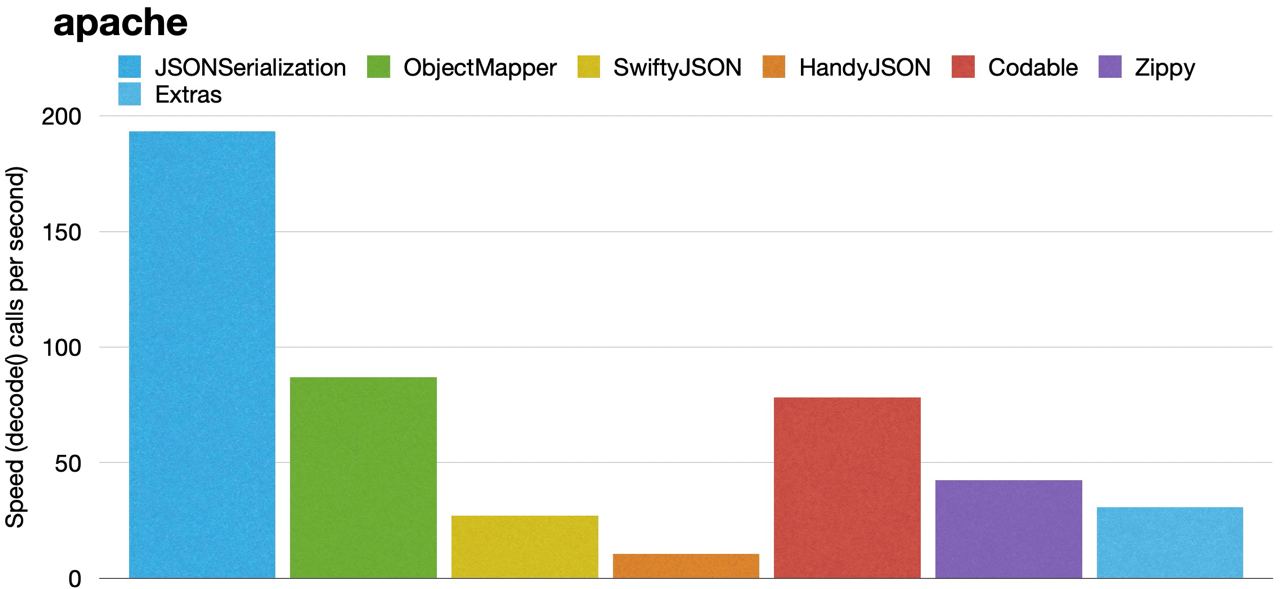 apache
JSONSerialization ObjectMapper SwiftyJSON HandyJSON Codable Zippy
Extras
200
150
100
50
0
Speed (decode() calls per second)